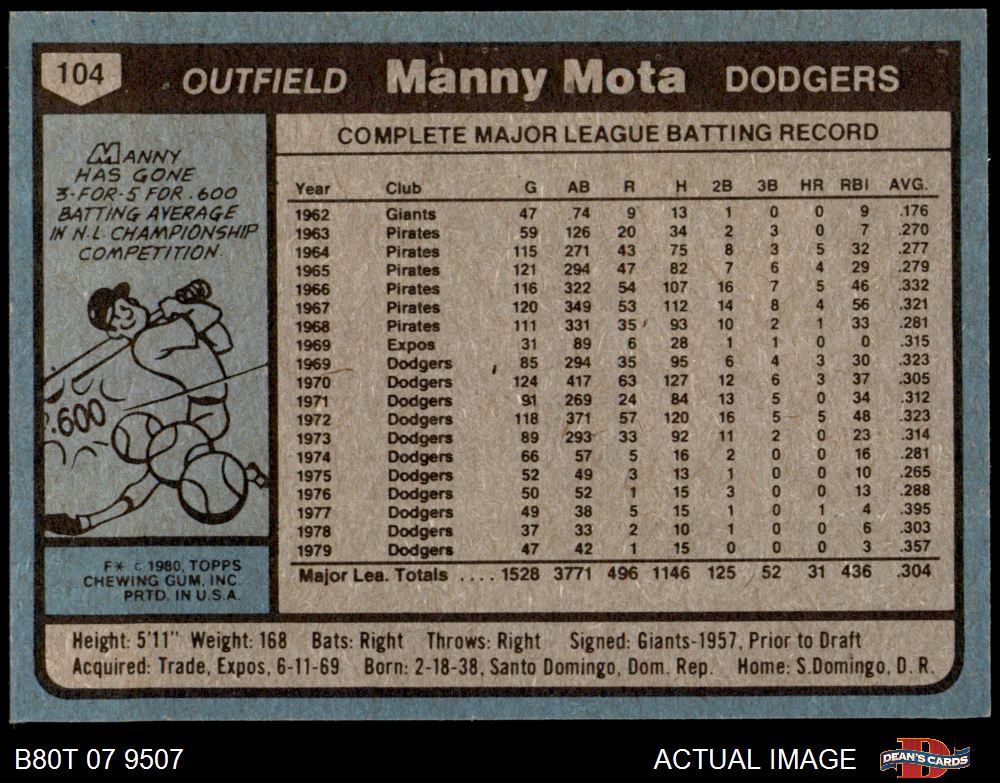 104 OUTFIELD Manny Mota DODGERS
MANNY
HAS GONE
3-FOR-5 FOR .600
BATTING AVERAGE
IN N.L. CHAMPIONSHIP
COMPETITION.
.600
F* © 1980, TOPPS
CHEWING GUM, INC.
PRTD. IN U.S.A.
COMPLETE MAJOR LEAGUE BATTING RECORD
Year Club G AB R H 2B 3B HR RBI AVG.
1962 Giants 47 74 9 13 1 0 0 9 .176
1963 Pirates 59 126 20 34 2 3 0 7 .270
1964 Pirates 115 271 43 75 8 3 5 32 .277
1965 Pirates 121 294 47 82 7 6 4 29 .279
1966 Pirates 116 322 54 107 16 7 5 46 .332
1967 Pirates 120 349 53 112 14 8 4 56 .321
1968 Pirates 111 331 35 93 10 2 1 33 .281
1969 Expos 31 89 6 28 1 1 0 0 .315
1969 Dodgers 85 294 35 95 6 4 3 30 .323
1970 Dodgers 124 417 63 127 12 6 3 37 .305
1971 Dodgers 91 269 24 84 13 5 0 34 .312
1972 Dodgers 118 371 57 120 16 5 5 48 .323
1973 Dodgers 89 293 33 92 11 2 0 23 .314
1974 Dodgers 66 57 5 16 2 0 0 16 .281
1975 Dodgers 52 49 3 13 1 0 0 10 .265
1976 Dodgers 50 52 1 15 3 0 0 13 .288
1977 Dodgers 49 38 5 15 1 0 1 4 .395
1978 Dodgers 37 33 2 10 1 0 0 6 .303
1979 Dodgers 47 42 1 15 0 0 0 3 .357
Major Lea. Totals .... 1528 3771 496 1146 125 52 31 436 .304
Height: 5'11" Weight: 168 Bats: Right Throws: Right Signed: Giants-1957, Prior to Draft
Acquired: Trade, Expos, 6-11-69 Born: 2-18-38, Santo Domingo, Dom. Rep. Home: S.Domingo, D. R.
B80T 07 9507 ACTUAL IMAGE DEAN'S CARDS